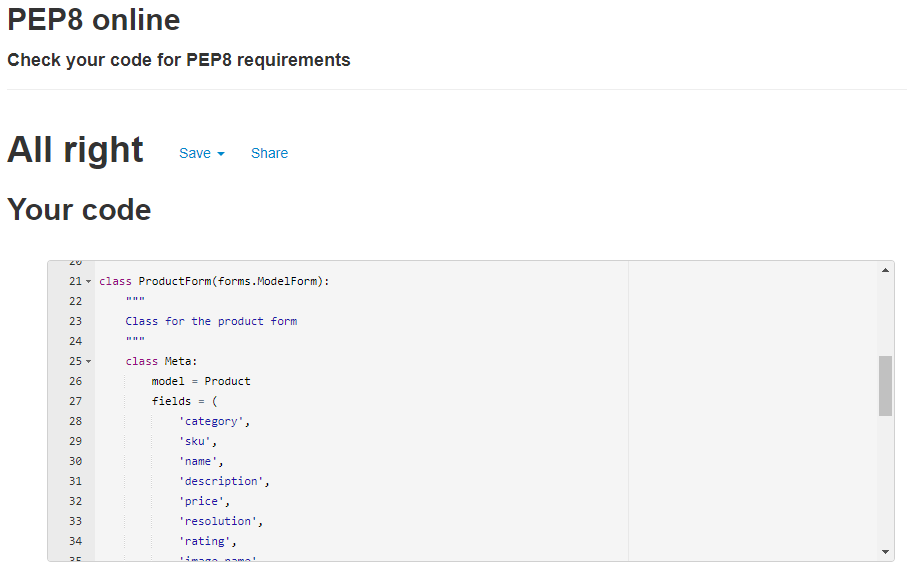 PEP8 online
Check your code for PEP8 requirements
All right Save Share
Your code
20
21 class ProductForm(forms.ModelForm):
22 """
23 Class for the product form
24 """
25 class Meta:
26 model = Product
27 fields = (
28 'category',
29 'sku',
30 'name',
31 'description',
32 'price',
33 'resolution',
34 'rating',
35 'image_name'